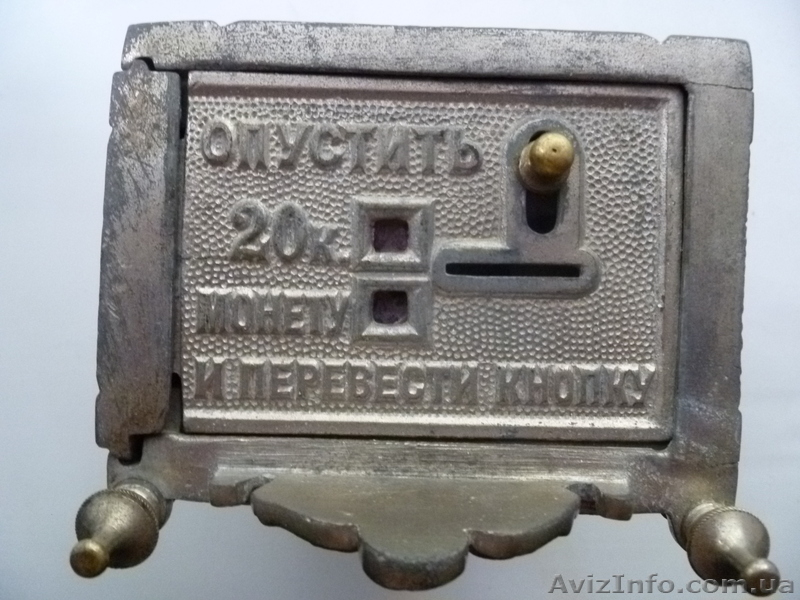 ОПУСТИТЬ
20к.
МОНЕТУ
И ПЕРЕВЕСТИ КНОПКУ
AvizInfo.com.ua